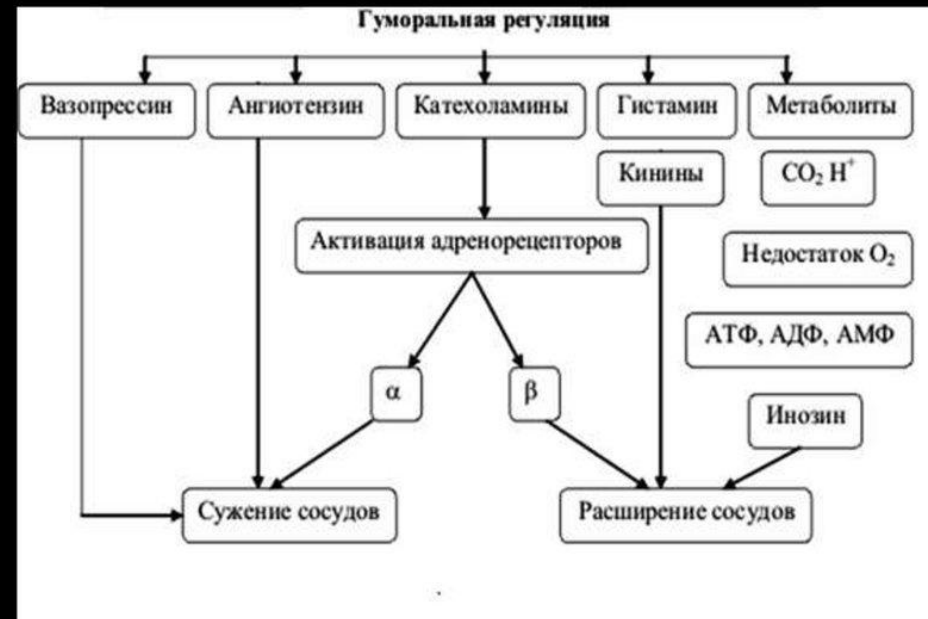 Гуморальная регуляция
Вазопрессин
Ангиотензин
Катехоламины
Гистамин
Метаболиты
Кинины
CO₂ H⁺
Активация адренорецепторов
Недостаток O₂
АТФ, АДФ, АМФ
α
β
Инозин
Сужение сосудов
Расширение сосудов